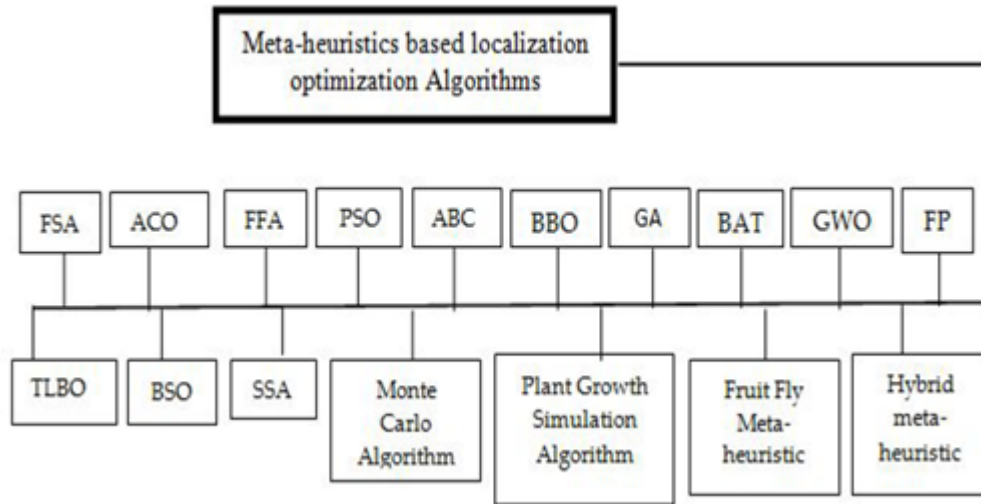 Meta-heuristics based localization
optimization Algorithms
FSA
ACO
FFA
PSO
ABC
BBO
GA
BAT
GWO
FP
TLBO
BSO
SSA
Monte
Carlo
Algorithm
Plant Growth
Simulation
Algorithm
Fruit Fly
Meta-
heuristic
Hybrid
meta-
heuristic